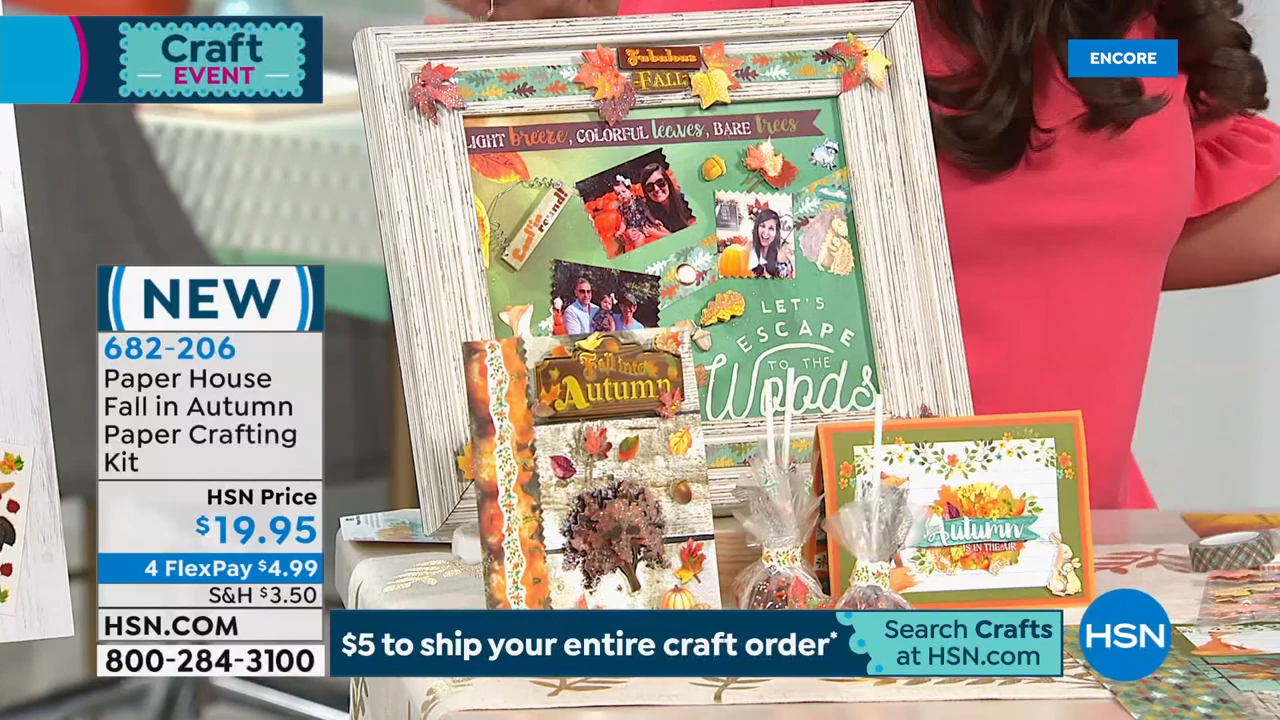 Craft
EVENT
ENCORE
Fabulous
FALL
LIGHT breeze, COLORFUL leaves, BARE trees
LET'S
ESCAPE
TO THE
Woods
Fall into
Autumn
Autumn
IS IN THE AIR
NEW
682-206
Paper House
Fall in Autumn
Paper Crafting
Kit
HSN Price
$19.95
4 FlexPay $4.99
S&H $3.50
HSN.COM
800-284-3100
$5 to ship your entire craft order*
Search Crafts
at HSN.com
HSN